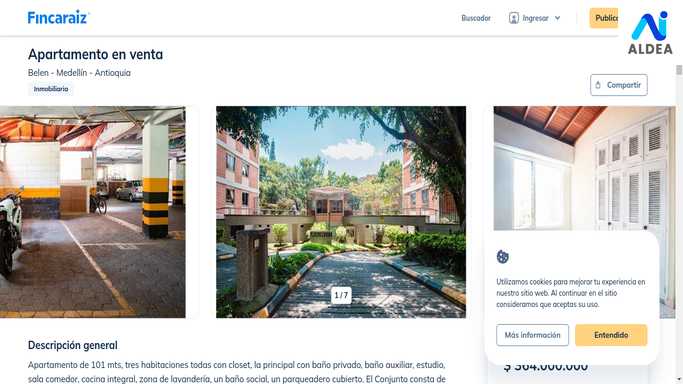 Fincaraiz
Buscador
Ingresar
Public
ALDEA
Apartamento en venta
Belen - Medellín - Antioquia
Inmobiliario
Compartir
1 / 7
Utilizamos cookies para mejorar tu experiencia en
nuestro sitio web. Al continuar en el sitio
consideramos que aceptas su uso.
Más información
Entendido
$ 364.000.000
Descripción general
Apartamento de 101 mts, tres habitaciones todas con closet, la principal con baño privado, baño auxiliar, estudio,
sala comedor, cocina integral, zona de lavandería, un baño social, un parqueadero cubierto. El Conjunto consta de